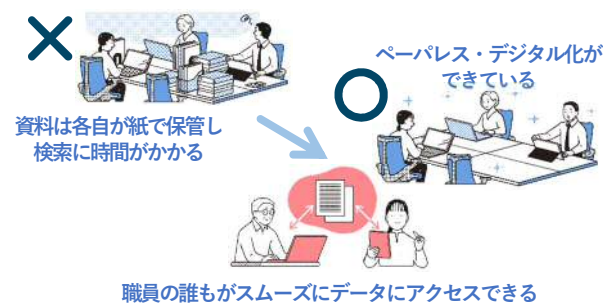 資料は各自が紙で保管し
検索に時間がかかる
ペーパレス・デジタル化が
できている
職員の誰もがスムーズにデータにアクセスできる